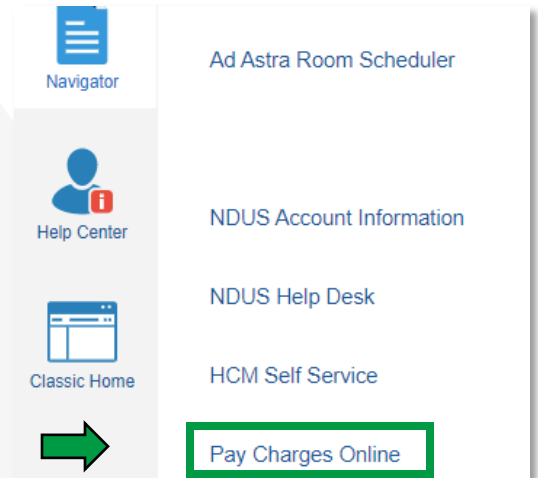 Navigator
Ad Astra Room Scheduler
Help Center
NDUS Account Information
NDUS Help Desk
Classic Home
HCM Self Service
Pay Charges Online